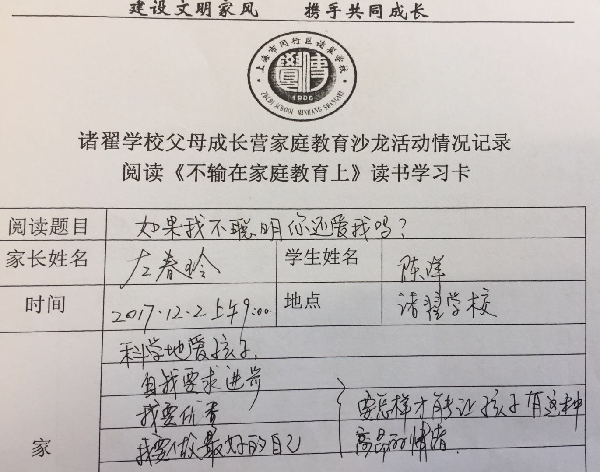 建设文明家风 携手共同成长
上海市闵行区诸翟学校
1906
ZHUDI SCHOOL MINHANG SHANGHAI
诸翟学校父母成长营家庭教育沙龙活动情况记录
阅读《不输在家庭教育上》读书学习卡
阅读题目 如果我不聪明你还爱我吗?
家长姓名 左春玲 学生姓名 陈洋
时间 2017.12.2上午9:00 地点 诸翟学校
科学地爱孩子,
自我要求进步
我要优秀 要怎样才能让孩子有这种
家 我要做最好的自己 高昂的情绪